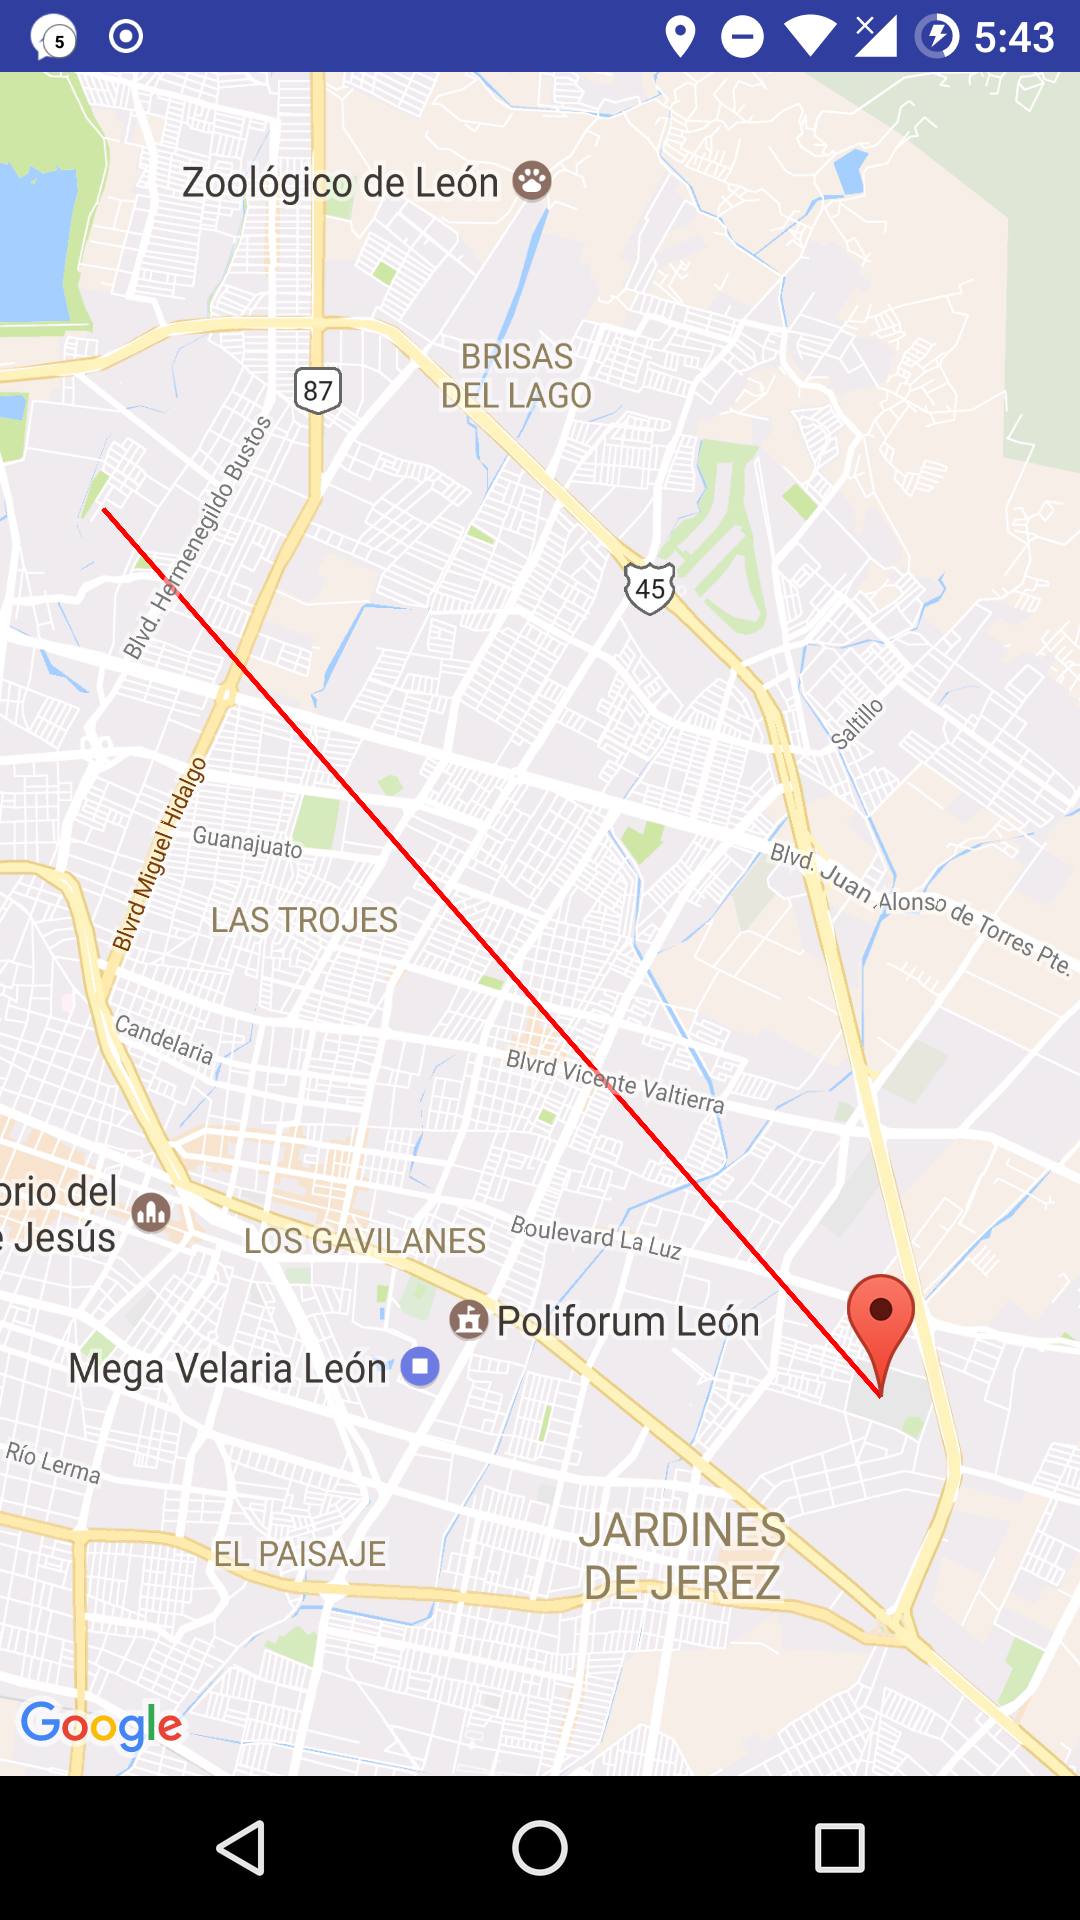 5
5:43
Zoológico de León
BRISAS
DEL LAGO
87
Blvd. Hermenegildo Bustos
45
Saltillo
Blvrd Miguel Hidalgo
Guanajuato
Blvd. Juan Alonso de Torres Pte.
LAS TROJES
Candelaria
Blvrd Vicente Valtierra
orio del
e Jesús
LOS GAVILANES
Boulevard La Luz
Poliforum León
Mega Velaria León
Río Lerma
JARDINES
DE JEREZ
EL PAISAJE
Google